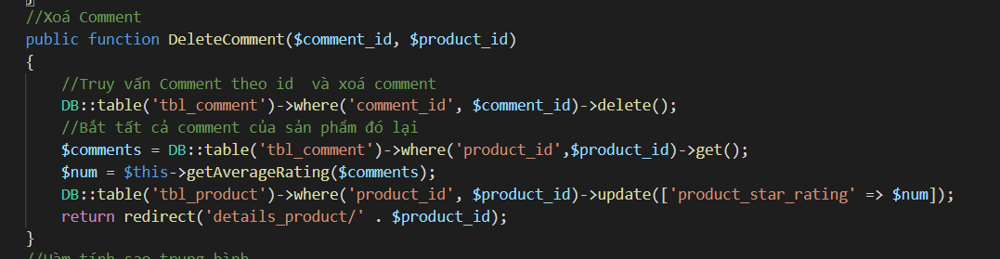 }
//Xoá Comment
public function DeleteComment($comment_id, $product_id)
{
//Truy vấn Comment theo id  và xoá comment
DB::table('tbl_comment')->where('comment_id', $comment_id)->delete();
//Bắt tất cả comment của sản phẩm đó lại
$comments = DB::table('tbl_comment')->where('product_id',$product_id)->get();
$num = $this->getAverageRating($comments);
DB::table('tbl_product')->where('product_id', $product_id)->update(['product_star_rating' => $num]);
return redirect('details_product/' . $product_id);
}
//Hàm tính sao trung bình